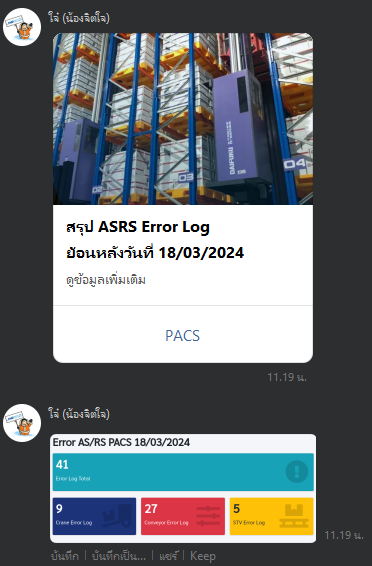 โจ๋ (น้องจิตใจ)
DAIFUKU
03
04
สรุป ASRS Error Log
ย้อนหลังวันที่ 18/03/2024
ดูข้อมูลเพิ่มเติม
PACS
11.19 น.
โจ๋ (น้องจิตใจ)
Error AS/RS PACS 18/03/2024
41
Error Log Total
9
Crane Error Log
27
Conveyor Error Log
5
STV Error Log
11.19 น.
บันทึก | บันทึกเป็น... | แชร์ | Keep